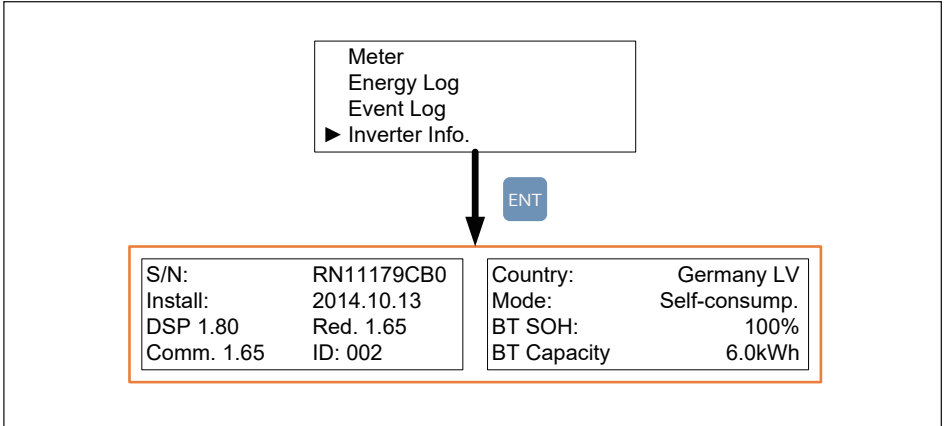 Meter
Energy Log
Event Log
► Inverter Info.
ENT
S/N: RN11179CB0
Install: 2014.10.13
DSP 1.80 Red. 1.65
Comm. 1.65 ID: 002
Country: Germany LV
Mode: Self-consump.
BT SOH: 100%
BT Capacity 6.0kWh